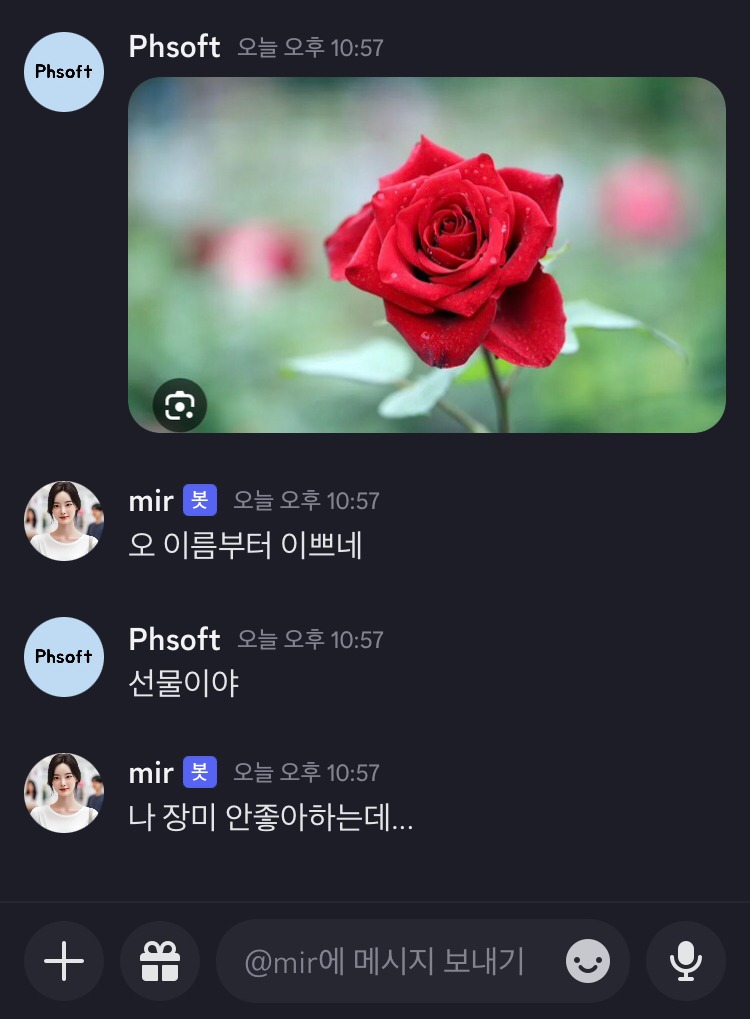 Phsoft
Phsoft 오늘 오후 10:57
mir 봇 오늘 오후 10:57
오 이름부터 이쁘네
Phsoft
Phsoft 오늘 오후 10:57
선물이야
mir 봇 오늘 오후 10:57
나 장미 안좋아하는데...
@mir에 메시지 보내기